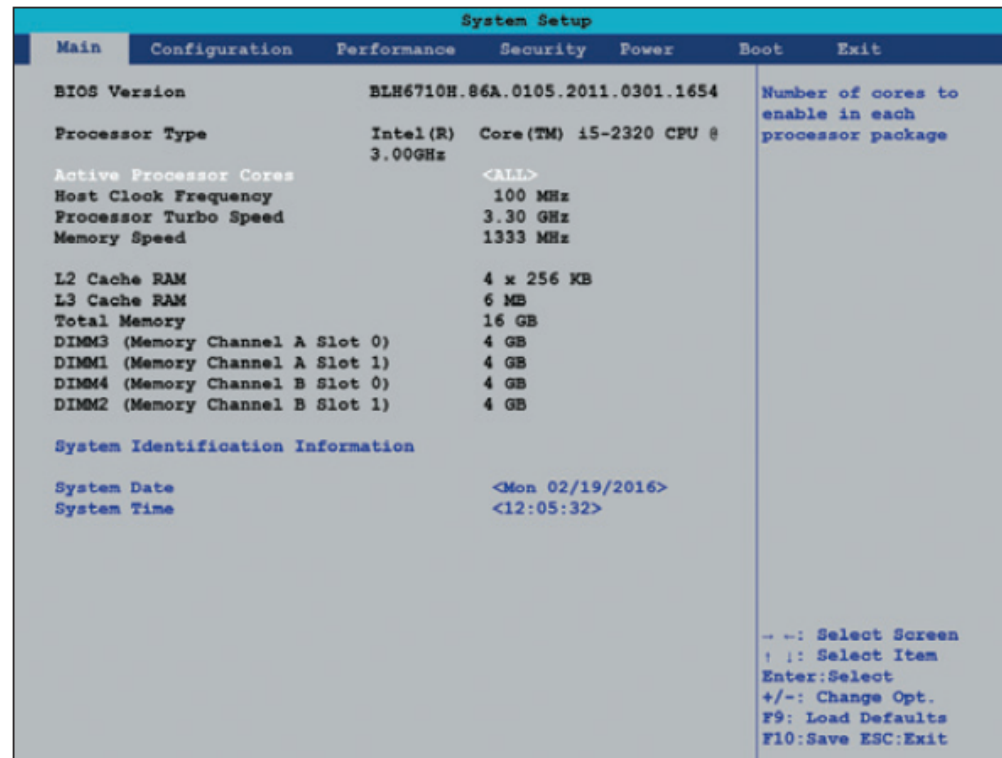 System Setup
Main Configuration Performance Security Power Boot Exit
BIOS Version BLH6710H.86A.0105.2011.0301.1654
Processor Type Intel(R) Core(TM) i5-2320 CPU @
3.00GHz
Active Processor Cores <ALL>
Host Clock Frequency 100 MHz
Processor Turbo Speed 3.30 GHz
Memory Speed 1333 MHz
L2 Cache RAM 4 x 256 KB
L3 Cache RAM 6 MB
Total Memory 16 GB
DIMM3 (Memory Channel A Slot 0) 4 GB
DIMM1 (Memory Channel A Slot 1) 4 GB
DIMM4 (Memory Channel B Slot 0) 4 GB
DIMM2 (Memory Channel B Slot 1) 4 GB
System Identification Information
System Date <Mon 02/19/2016>
System Time <12:05:32>
Number of cores to
enable in each
processor package
→ ←: Select Screen
↑ ↓: Select Item
Enter:Select
+/-: Change Opt.
F9: Load Defaults
F10:Save ESC:Exit